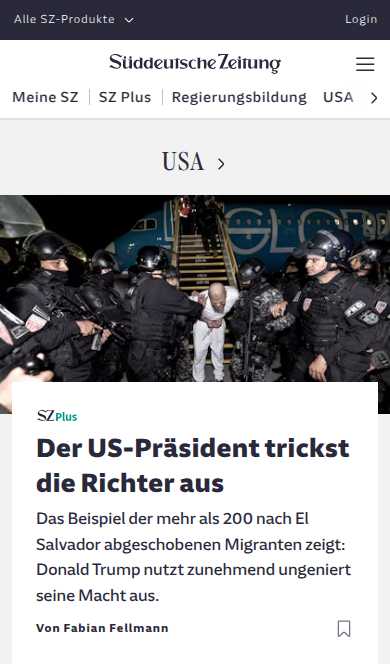 Alle SZ-Produkte
Login
Süddeutsche Zeitung
Meine SZ
SZ Plus
Regierungsbildung
USA
USA
GLOB
SZ Plus
Der US-Präsident trickst
die Richter aus
Das Beispiel der mehr als 200 nach El
Salvador abgeschobenen Migranten zeigt:
Donald Trump nutzt zunehmend ungeniert
seine Macht aus.
Von Fabian Fellmann